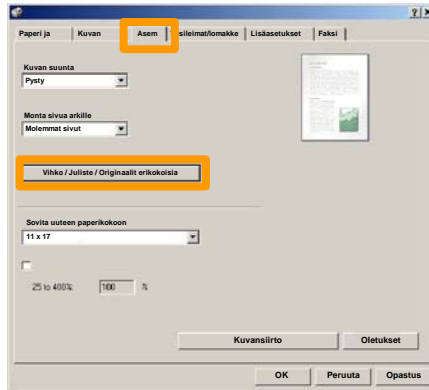 Paperi ja Kuvan Asem sileimat/lomakke Lisäasetukset Faksi
Kuvan suunta
Pysty
Monta sivua arkille
Molemmat sivut
Vihko / Juliste / Originaalit erikokoisia
Sovita uuteen paperikokoon
11 x 17
25 to 400%: 100 %
Kuvansiirto Oletukset
OK Peruuta Opastus